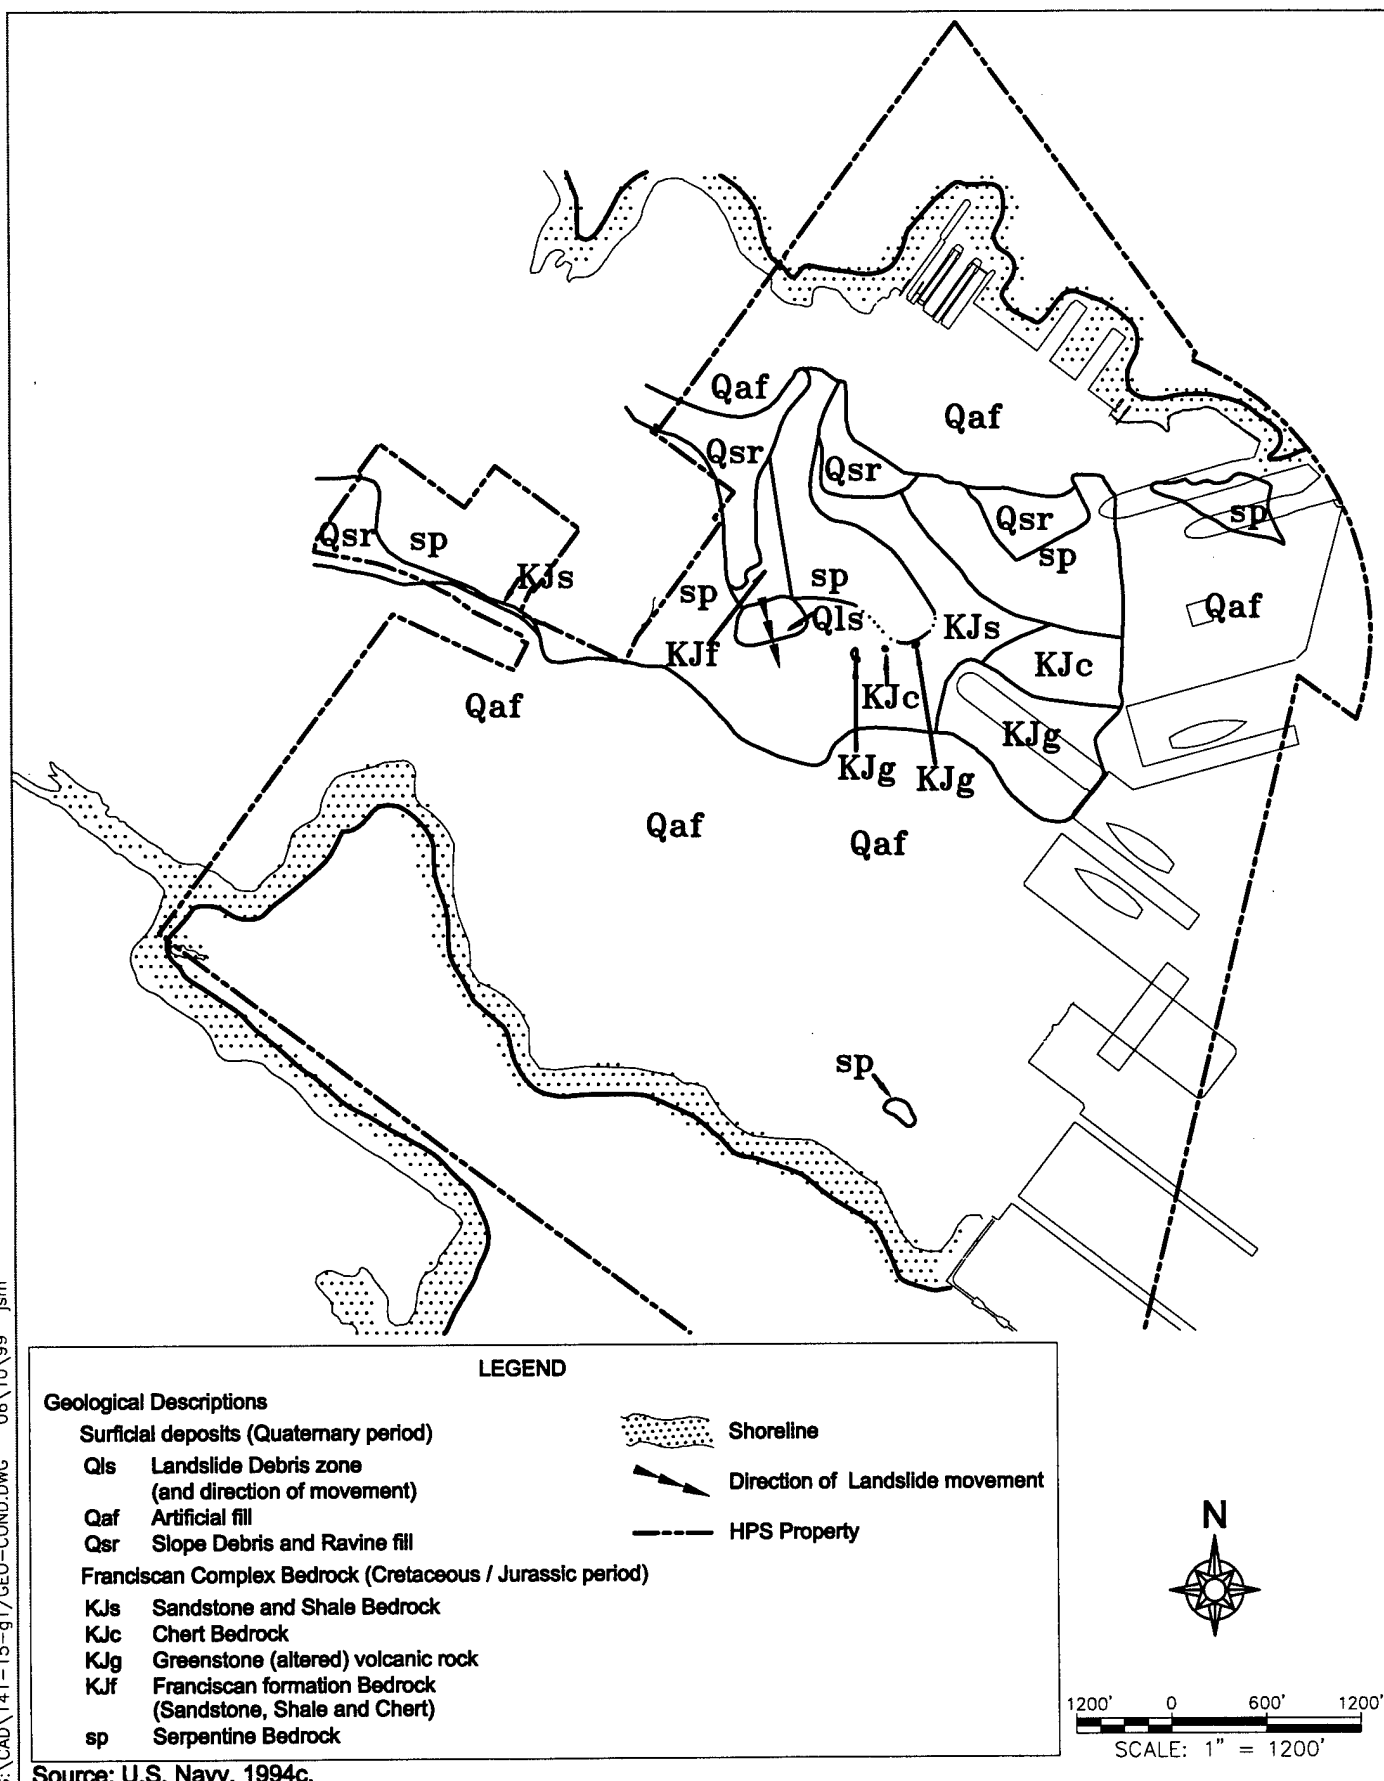 Qaf
Qaf
Qsr
Qsr
Qsr
sp
Qsr
sp
sp
KJs
sp
sp
Qaf
Qls
KJs
KJf
KJc
KJc
Qaf
KJg
KJg
KJg
Qaf
Qaf
sp
LEGEND
Geological Descriptions
Surficial deposits (Quaternary period)
Qls Landslide Debris zone
(and direction of movement)
Qaf Artificial fill
Qsr Slope Debris and Ravine fill
Franciscan Complex Bedrock (Cretaceous / Jurassic period)
KJs Sandstone and Shale Bedrock
KJc Chert Bedrock
KJg Greenstone (altered) volcanic rock
KJf Franciscan formation Bedrock
(Sandstone, Shale and Chert)
sp Serpentine Bedrock
Shoreline
Direction of Landslide movement
HPS Property
N
1200' 0 600' 1200'
SCALE: 1" = 1200'
Source: U.S. Navy, 1994c.